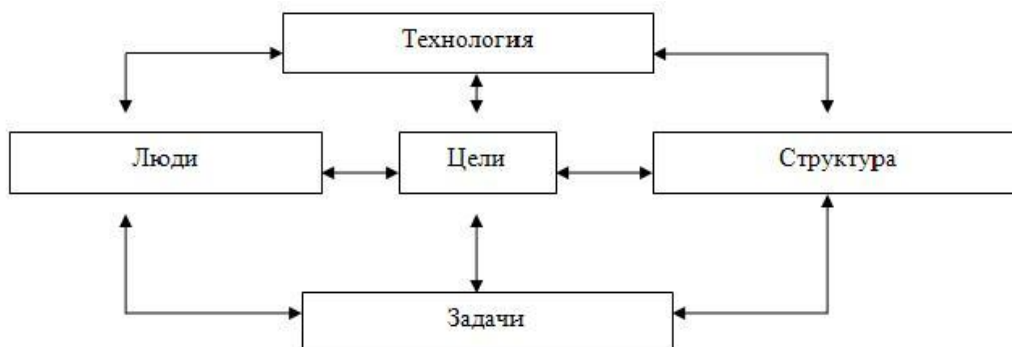 Технология
Люди
Цели
Структура
Задачи